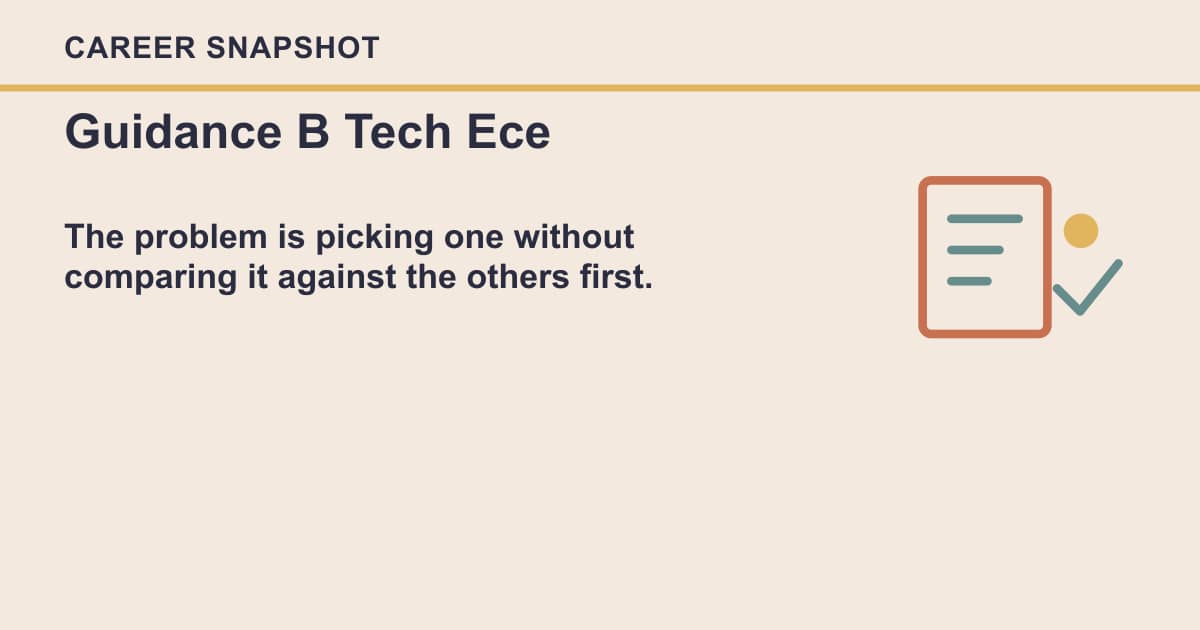 CAREER SNAPSHOT
Guidance B Tech Ece
The problem is picking one without
comparing it against the others first.